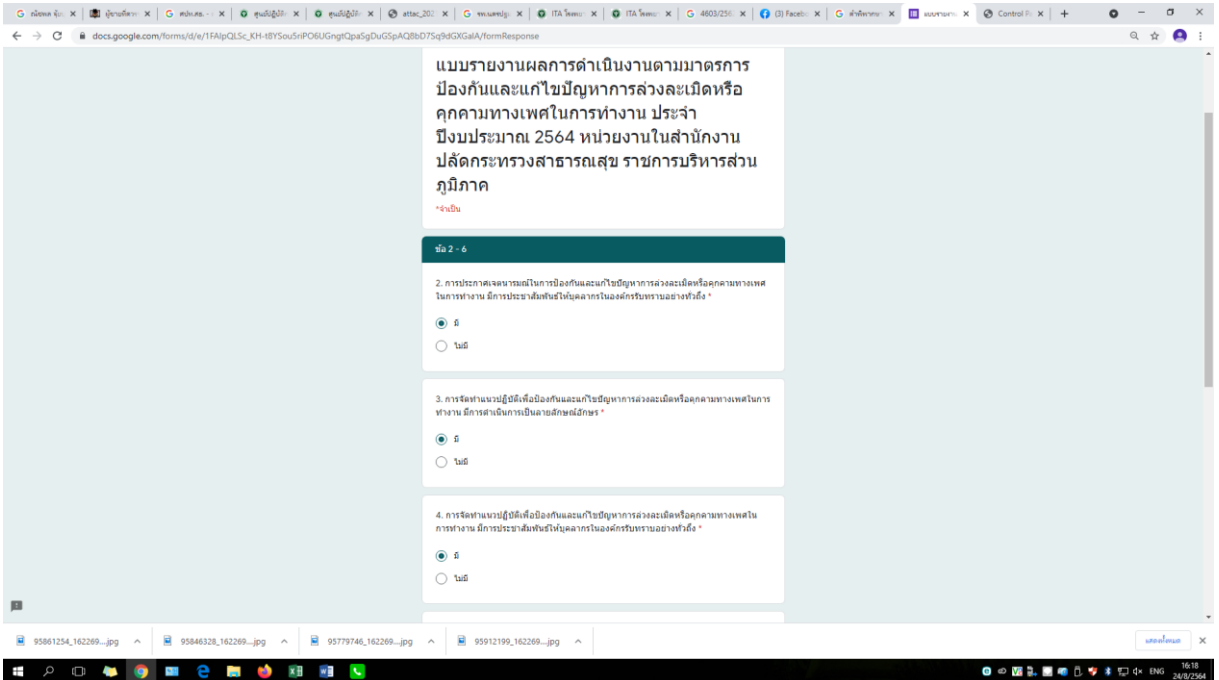 attac_202
ITA
ITA
4603/256
(3) Facebo
Control P
docs.google.com/forms/d/e/1FAIpQLSc_KH-t8YSou5riPO6UGngtQpaSgDuGSpAQ8bD7Sq9dGXGaIA/formResponse
แบบรายงานผลการดำเนินงานตามมาตรการ
ป้องกันและแก้ไขปัญหาการล่วงละเมิดหรือ
คุกคามทางเพศในการทำงาน ประจำ
ปีงบประมาณ 2564 หน่วยงานในสำนักงาน
ปลัดกระทรวงสาธารณสุข ราชการบริหารส่วน
ภูมิภาค
*จำเป็น
ข้อ 2 - 6
2. การประกาศเจตนารมณ์ในการป้องกันและแก้ไขปัญหาการล่วงละเมิดหรือคุกคามทางเพศ
ในการทำงาน มีการประชาสัมพันธ์ให้บุคลากรในองค์กรรับทราบอย่างทั่วถึง *
มี
ไม่มี
3. การจัดทำแนวปฏิบัติเพื่อป้องกันและแก้ไขปัญหาการล่วงละเมิดหรือคุกคามทางเพศในการ
ทำงาน มีการดำเนินการเป็นลายลักษณ์อักษร *
มี
ไม่มี
4. การจัดทำแนวปฏิบัติเพื่อป้องกันและแก้ไขปัญหาการล่วงละเมิดหรือคุกคามทางเพศใน
การทำงาน มีการประชาสัมพันธ์ให้บุคลากรในองค์กรรับทราบอย่างทั่วถึง *
มี
ไม่มี
95861254_162269....jpg
95846328_162269....jpg
95779746_162269....jpg
95912199_162269....jpg
แสดงทั้งหมด
ENG
16:18
24/8/2564